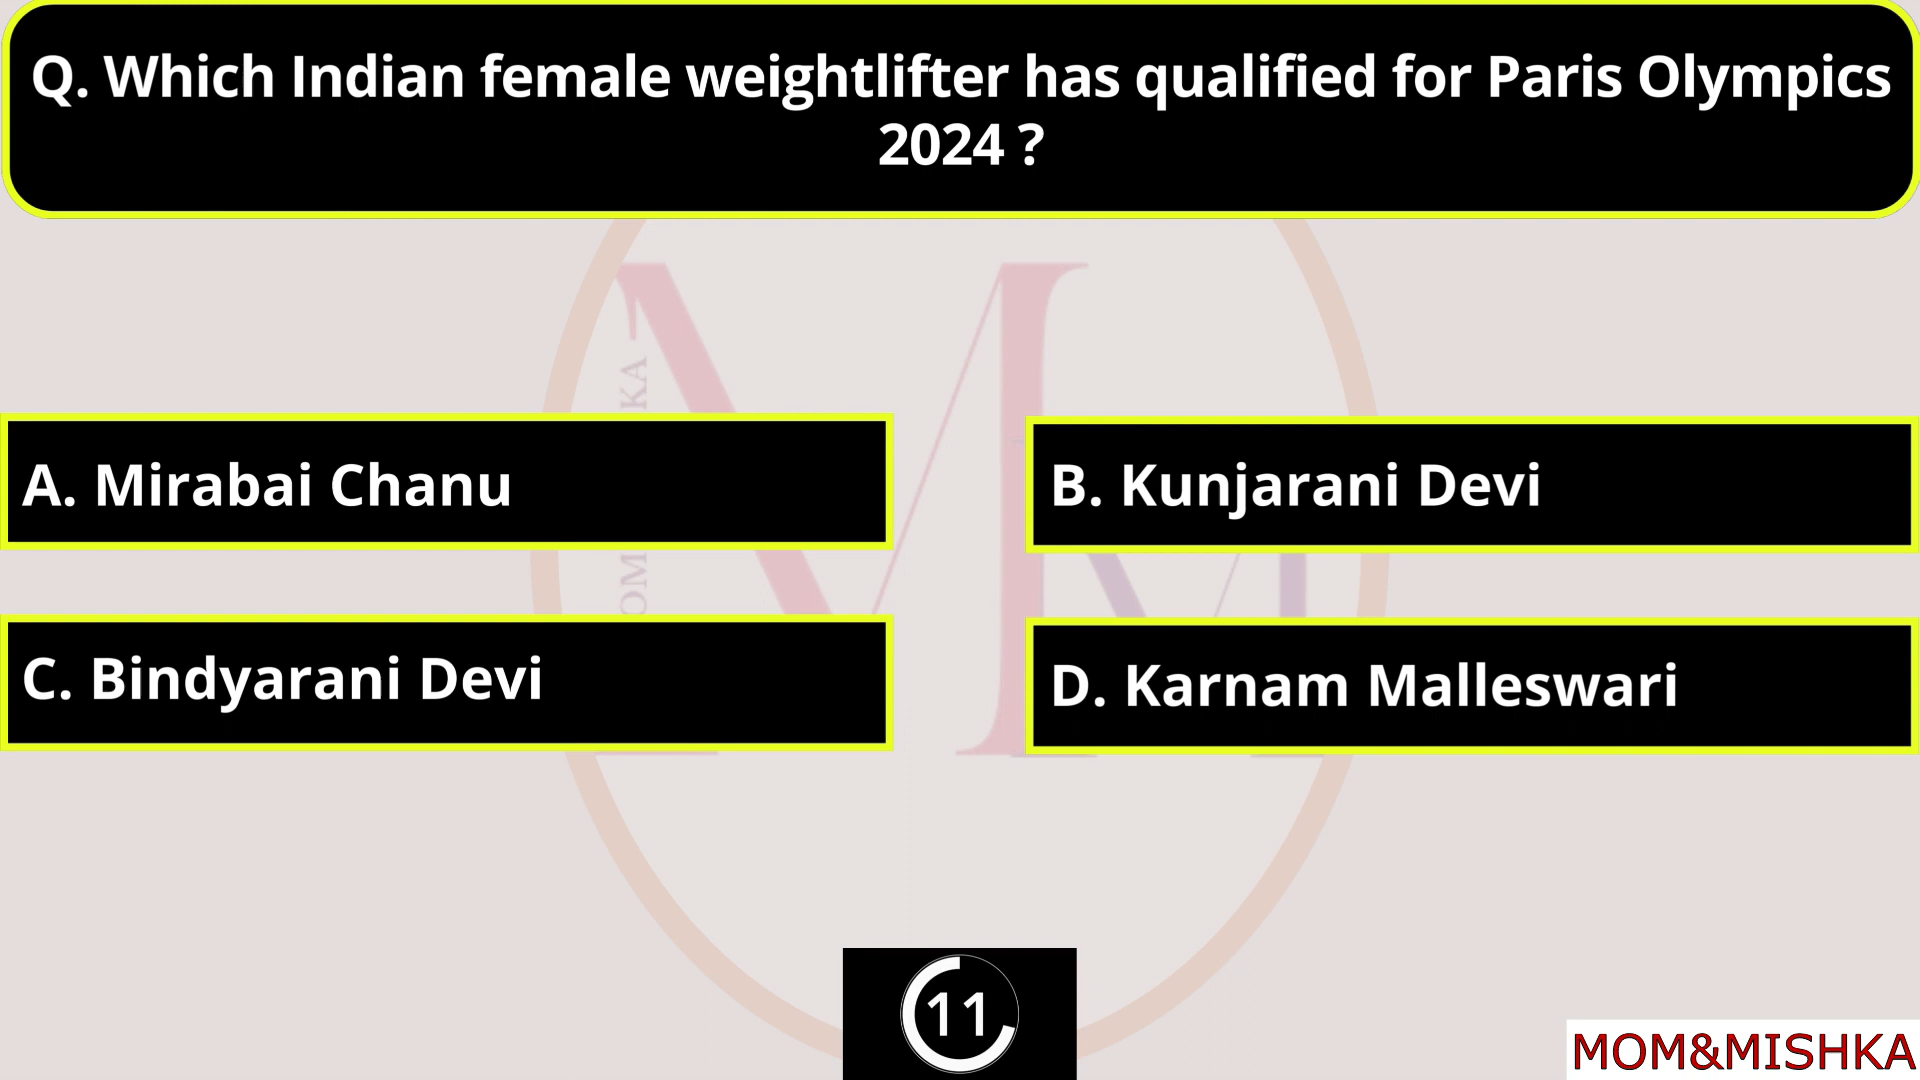 Q. Which Indian female weightlifter has qualified for Paris Olympics
2024 ?
A. Mirabai Chanu
B. Kunjarani Devi
C. Bindyarani Devi
D. Karnam Malleswari
11
MOM&MISHKA